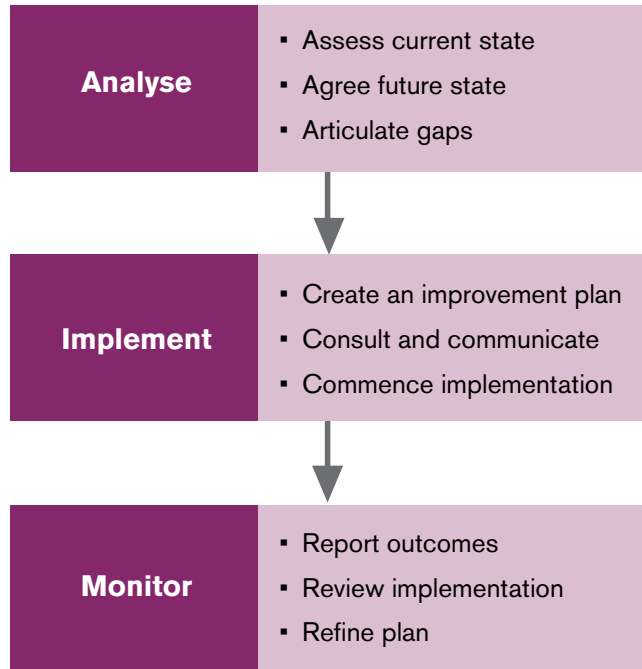 Analyse
▪ Assess current state
▪ Agree future state
▪ Articulate gaps
Implement
▪ Create an improvement plan
▪ Consult and communicate
▪ Commence implementation
Monitor
▪ Report outcomes
▪ Review implementation
▪ Refine plan